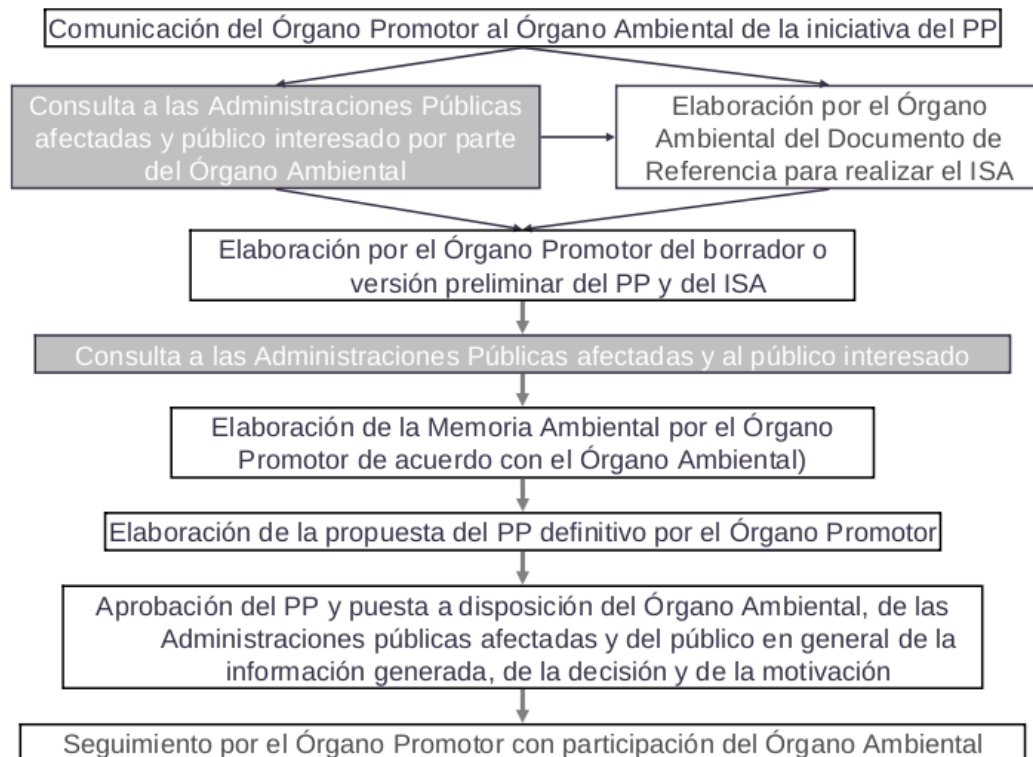 Comunicación del Órgano Promotor al Órgano Ambiental de la iniciativa del PP
Consulta a las Administraciones Públicas
afectadas y público interesado por parte
del Órgano Ambiental
Elaboración por el Órgano
Ambiental del Documento de
Referencia para realizar el ISA
Elaboración por el Órgano Promotor del borrador o
versión preliminar del PP y del ISA
Consulta a las Administraciones Públicas afectadas y al público interesado
Elaboración de la Memoria Ambiental por el Órgano
Promotor de acuerdo con el Órgano Ambiental)
Elaboración de la propuesta del PP definitivo por el Órgano Promotor
Aprobación del PP y puesta a disposición del Órgano Ambiental, de las
Administraciones públicas afectadas y del público en general de la
información generada, de la decisión y de la motivación
Seguimiento por el Órgano Promotor con participación del Órgano Ambiental